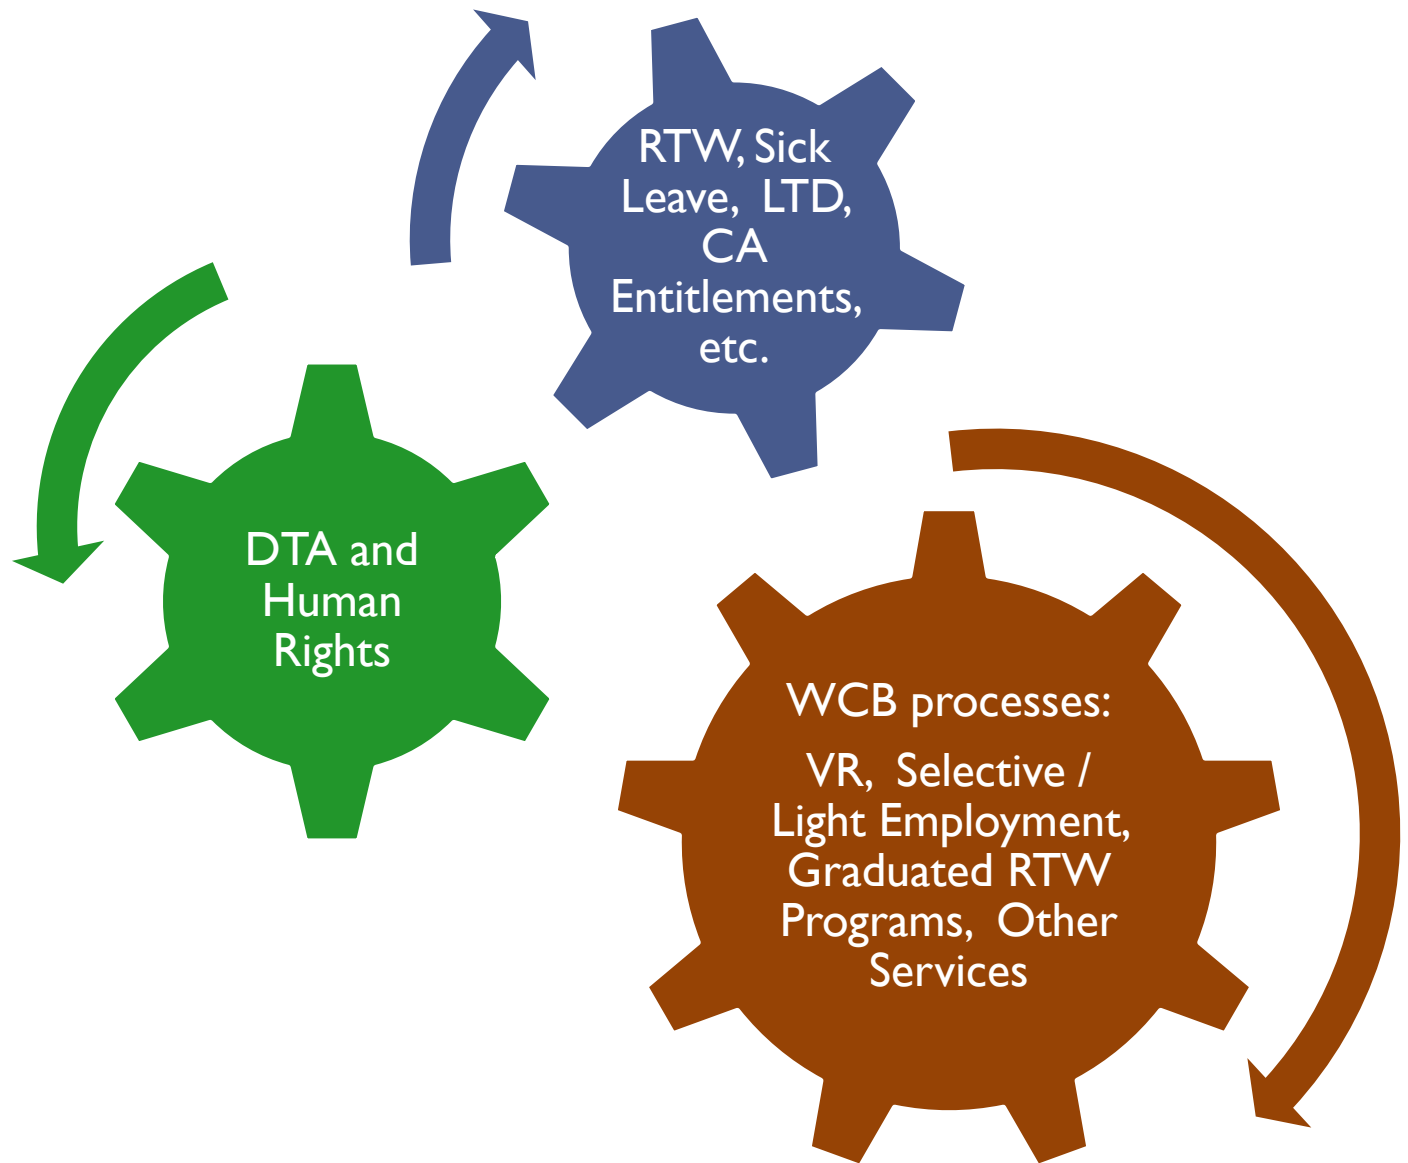 RTW, Sick
Leave,  LTD,
CA
Entitlements,
etc.
DTA and
Human
Rights
WCB processes:
VR,  Selective /
Light Employment,
Graduated RTW
Programs,  Other
Services